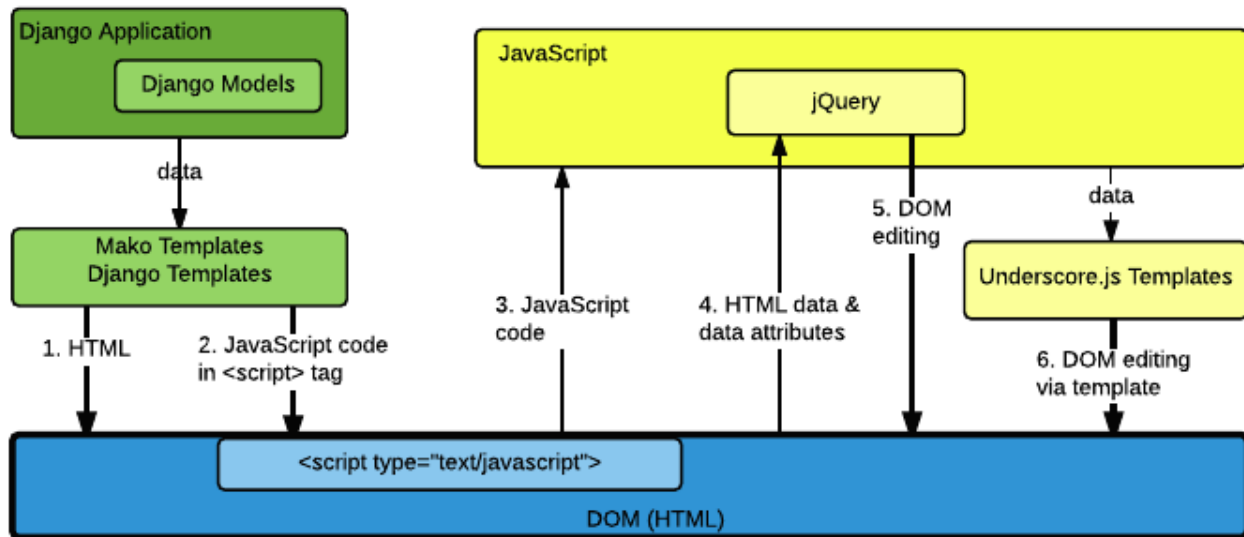 Django Application
Django Models
data
Mako Templates
Django Templates
1. HTML
2. JavaScript code
in <script> tag
JavaScript
jQuery
3. JavaScript
code
4. HTML data &
data attributes
5. DOM
editing
data
Underscore.js Templates
6. DOM editing
via template
<script type="text/javascript">
DOM (HTML)